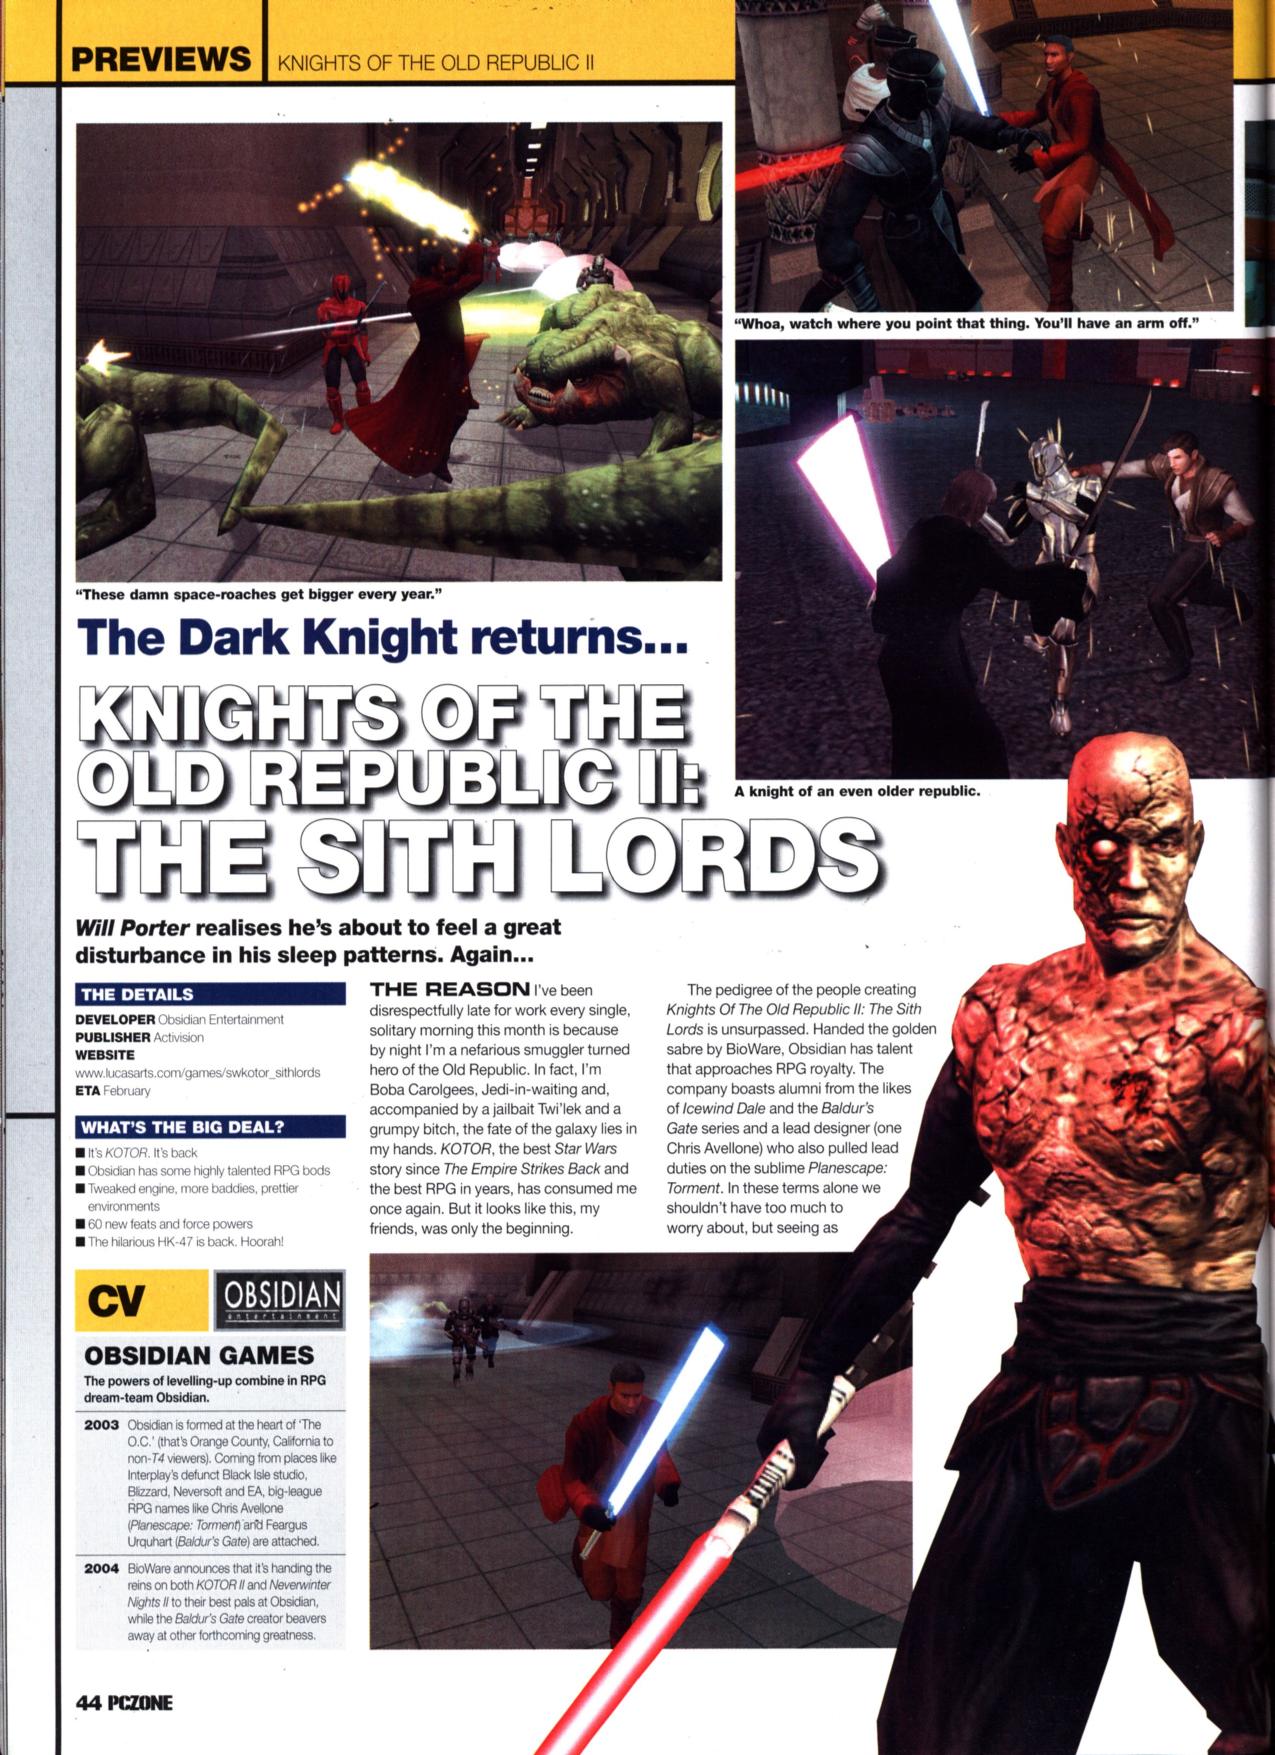 PREVIEWS
KNIGHTS OF THE OLD REPUBLIC II
"Whoa, watch where you point that thing. You'll have an arm off."
"These damn space-roaches get bigger every year."
A knight of an even older republic.
The Dark Knight returns...
KNIGHTS OF THE
OLD REPUBLIC II:
THE SITH LORDS
Will Porter realises he's about to feel a great
disturbance in his sleep patterns. Again...
THE DETAILS
DEVELOPER Obsidian Entertainment
PUBLISHER Activision
WEBSITE
www.lucasarts.com/games/swkotor_sithlords
ETA February
WHAT'S THE BIG DEAL?
■ It's KOTOR. It's back
■ Obsidian has some highly talented RPG bods
■ Tweaked engine, more baddies, prettier
environments
■ 60 new feats and force powers
■ The hilarious HK-47 is back. Hoorah!
CV
OBSIDIAN
entertainment
OBSIDIAN GAMES
The powers of levelling-up combine in RPG
dream-team Obsidian.
2003 Obsidian is formed at the heart of 'The
O.C.' (that's Orange County, California to
non-T4 viewers). Coming from places like
Interplay's defunct Black Isle studio,
Blizzard, Neversoft and EA, big-league
RPG names like Chris Avellone
(Planescape: Torment) and Feargus
Urquhart (Baldur's Gate) are attached.
2004 BioWare announces that it's handing the
reins on both KOTOR II and Neverwinter
Nights II to their best pals at Obsidian,
while the Baldur's Gate creator beavers
away at other forthcoming greatness.
THE REASON I've been
disrespectfully late for work every single,
solitary morning this month is because
by night I'm a nefarious smuggler turned
hero of the Old Republic. In fact, I'm
Boba Carolgees, Jedi-in-waiting and,
accompanied by a jailbait Twi'lek and a
grumpy bitch, the fate of the galaxy lies in
my hands. KOTOR, the best Star Wars
story since The Empire Strikes Back and
the best RPG in years, has consumed me
once again. But it looks like this, my
friends, was only the beginning.
The pedigree of the people creating
Knights Of The Old Republic II: The Sith
Lords is unsurpassed. Handed the golden
sabre by BioWare, Obsidian has talent
that approaches RPG royalty. The
company boasts alumni from the likes
of Icewind Dale and the Baldur's
Gate series and a lead designer (one
Chris Avellone) who also pulled lead
duties on the sublime Planescape:
Torment. In these terms alone we
shouldn't have too much to
worry about, but seeing as
44 PCZONE